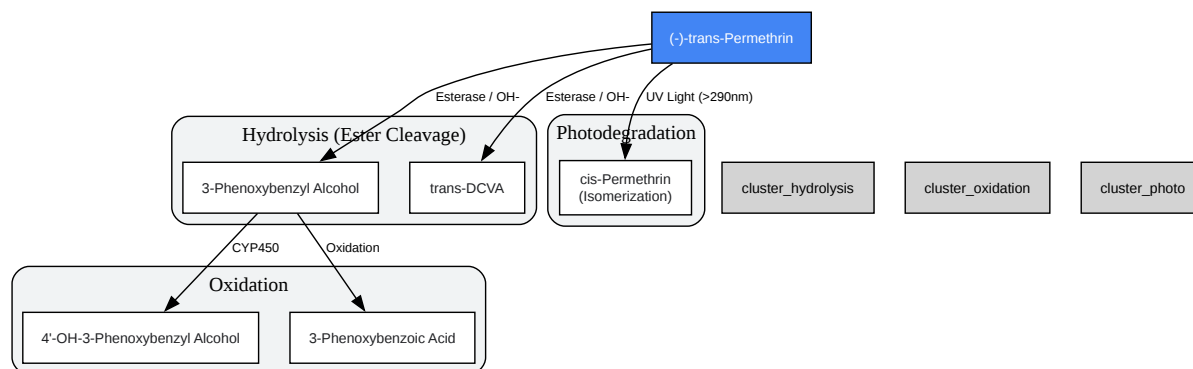 (-)-trans-Permethrin
Esterase / OH-
Esterase / OH-
UV Light (>290nm)
Hydrolysis (Ester Cleavage)
Photodegradation
3-Phenoxybenzyl Alcohol
trans-DCVA
cis-Permethrin
(Isomerization)
cluster_hydrolysis
cluster_oxidation
cluster_photo
CYP450
Oxidation
Oxidation
4'-OH-3-Phenoxybenzyl Alcohol
3-Phenoxybenzoic Acid